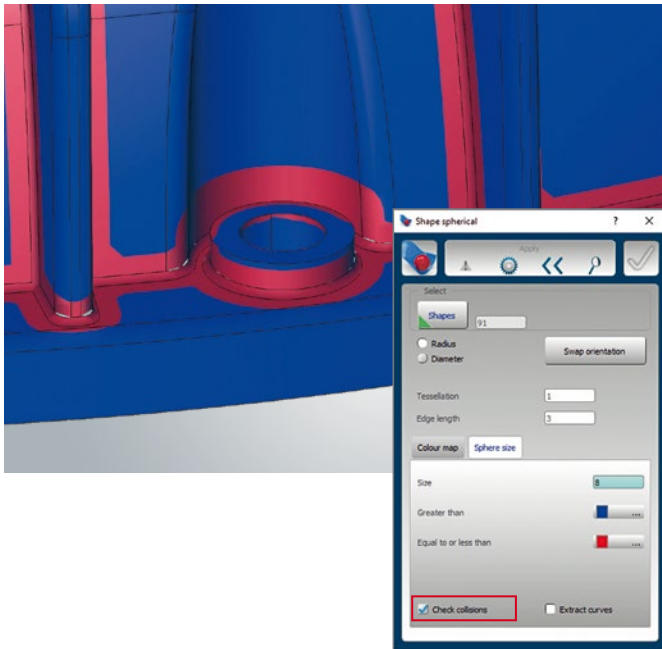 Shape spherical ? X
Apply
Select
Shapes 91
Radius
Diameter
Swap orientation
Tessellation 1
Edge length 3
Colour map Sphere size
Size 8
Greater than ...
Equal to or less than ...
Check collisions Extract curves